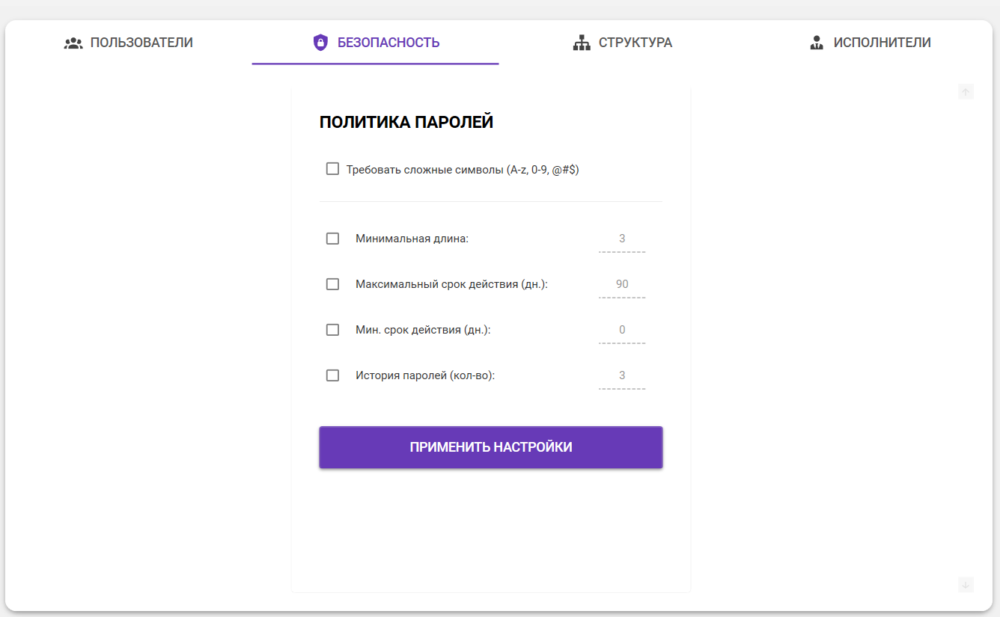 ПОЛЬЗОВАТЕЛИ БЕЗОПАСНОСТЬ СТРУКТУРА ИСПОЛНИТЕЛИ
ПОЛИТИКА ПАРОЛЕЙ
Требовать сложные символы (A-z, 0-9, @#$)
Минимальная длина: 3
Максимальный срок действия (дн.): 90
Мин. срок действия (дн.): 0
История паролей (кол-во): 3
ПРИМЕНИТЬ НАСТРОЙКИ